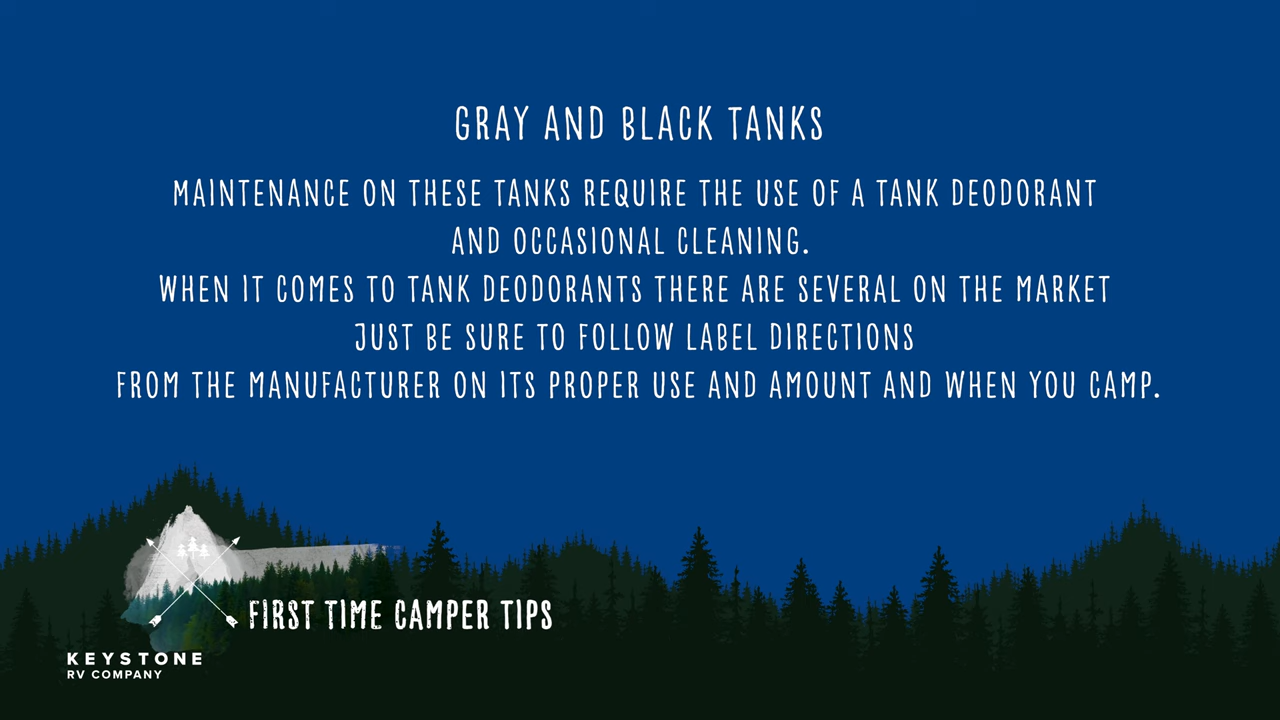 GRAY AND BLACK TANKS
MAINTENANCE ON THESE TANKS REQUIRE THE USE OF A TANK DEODORANT
AND OCCASIONAL CLEANING.
WHEN IT COMES TO TANK DEODORANTS THERE ARE SEVERAL ON THE MARKET
JUST BE SURE TO FOLLOW LABEL DIRECTIONS
FROM THE MANUFACTURER ON ITS PROPER USE AND AMOUNT AND WHEN YOU CAMP.
FIRST TIME CAMPER TIPS
KEYSTONE
RV COMPANY